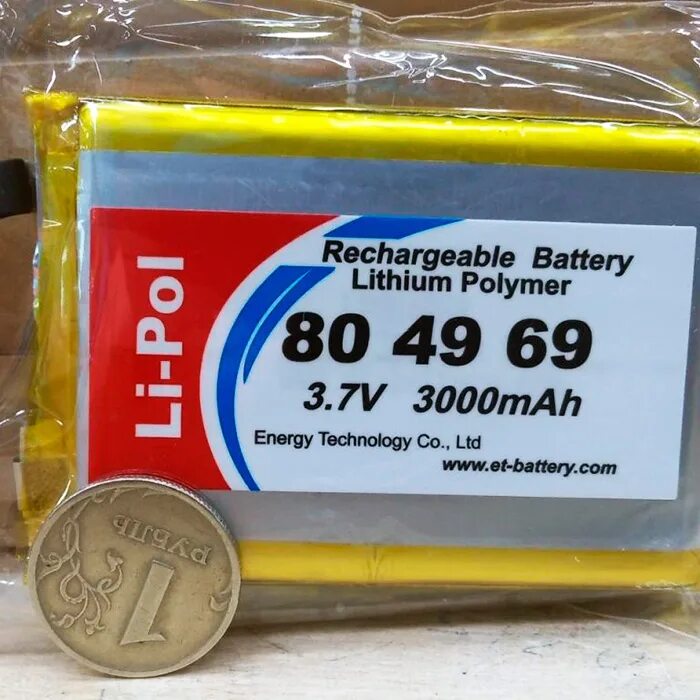 Li-Pol
Rechargeable Battery
Lithium Polymer
80 49 69
3.7V 3000mAh
Energy Technology Co., Ltd
www.et-battery.com
1
РУБЛЬ